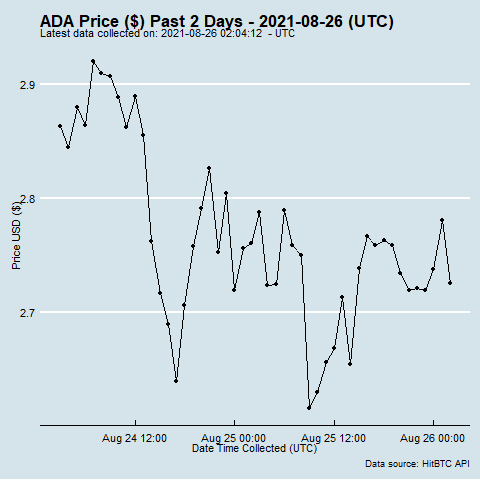 ADA Price ($) Past 2 Days - 2021-08-26 (UTC)
Latest data collected on: 2021-08-26 02:04:12 - UTC
2.9
2.8
2.7
Price USD ($)
Aug 24 12:00 Aug 25 00:00 Aug 25 12:00 Aug 26 00:00
Date Time Collected (UTC)
Data source: HitBTC API